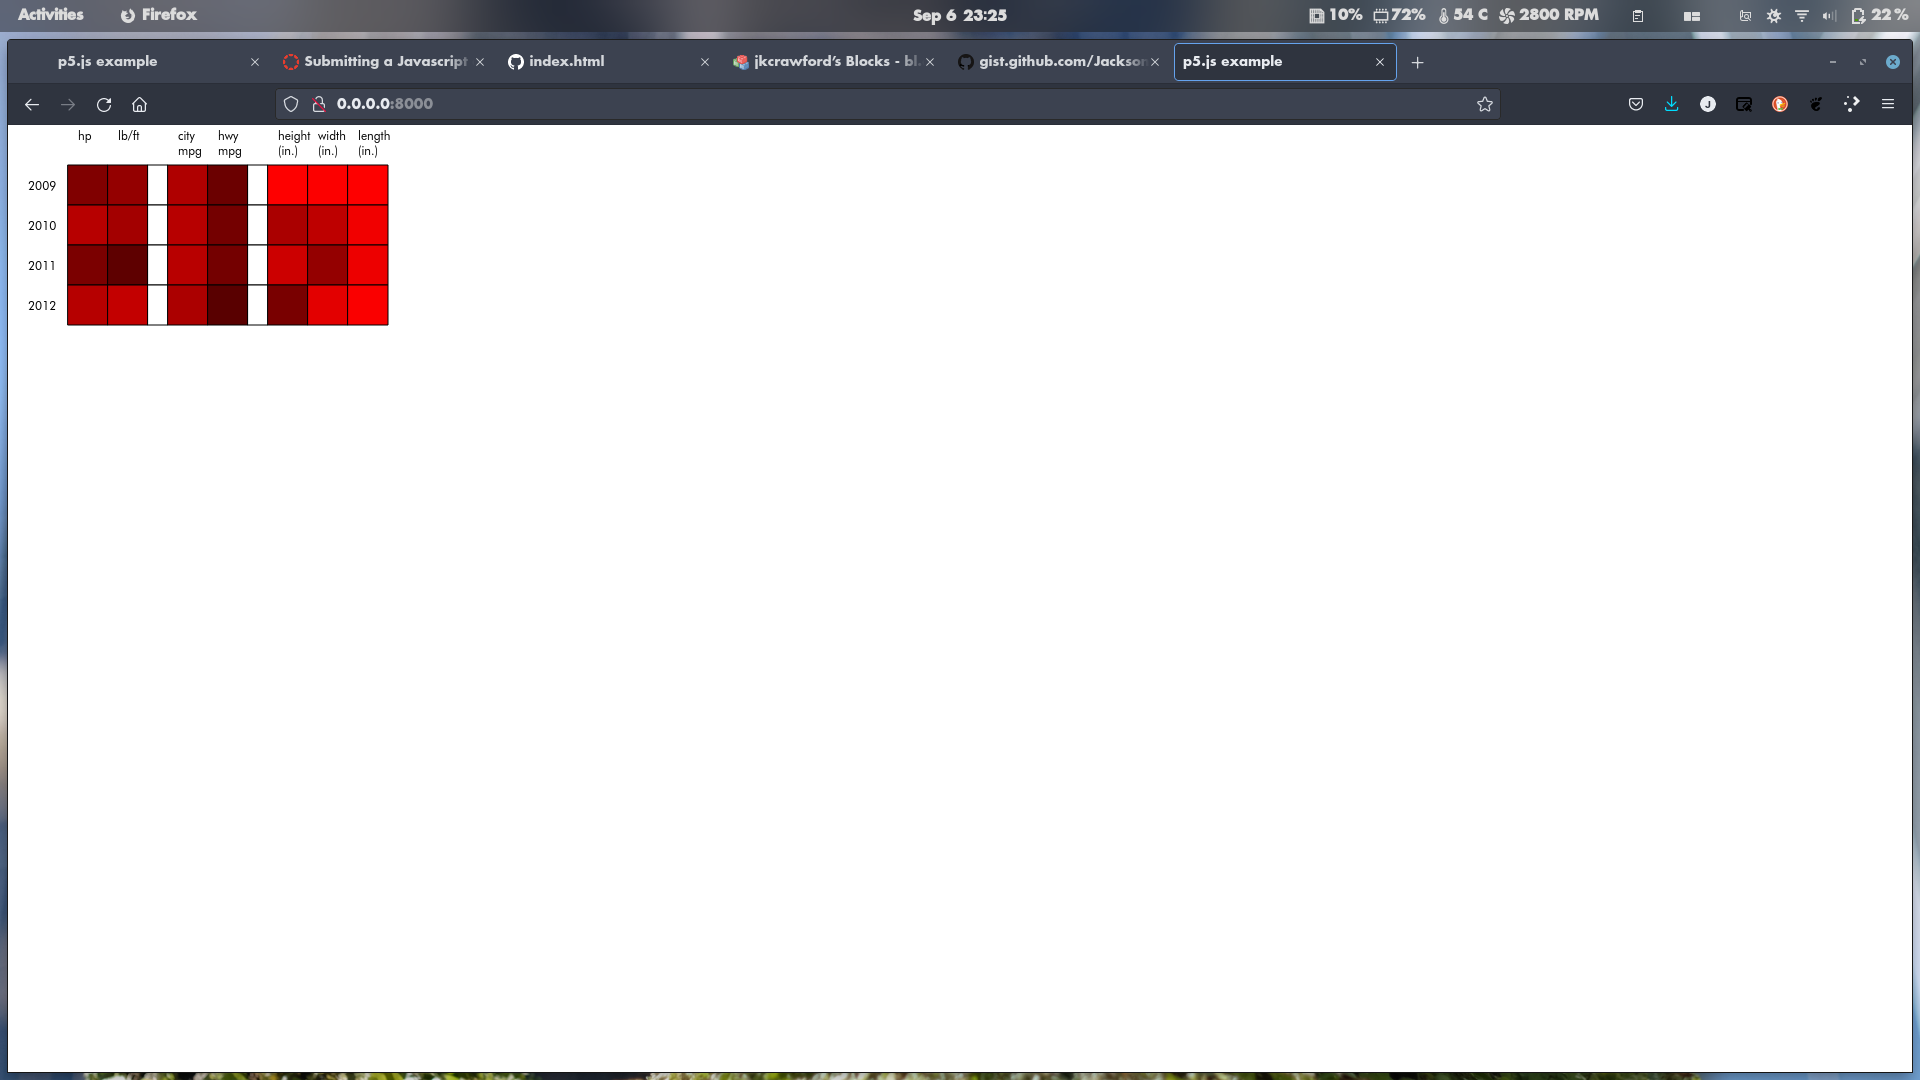 Activities Firefox Sep 6 23:25 10% 72% 54 C 2800 RPM 22 %
p5.js example Submitting a Javascript index.html jkcrawford's Blocks - bl. gist.github.com/Jackson p5.js example
0.0.0.0:8000
hp lb/ft city hwy height width length
mpg mpg (in.) (in.) (in.)
2009
2010
2011
2012